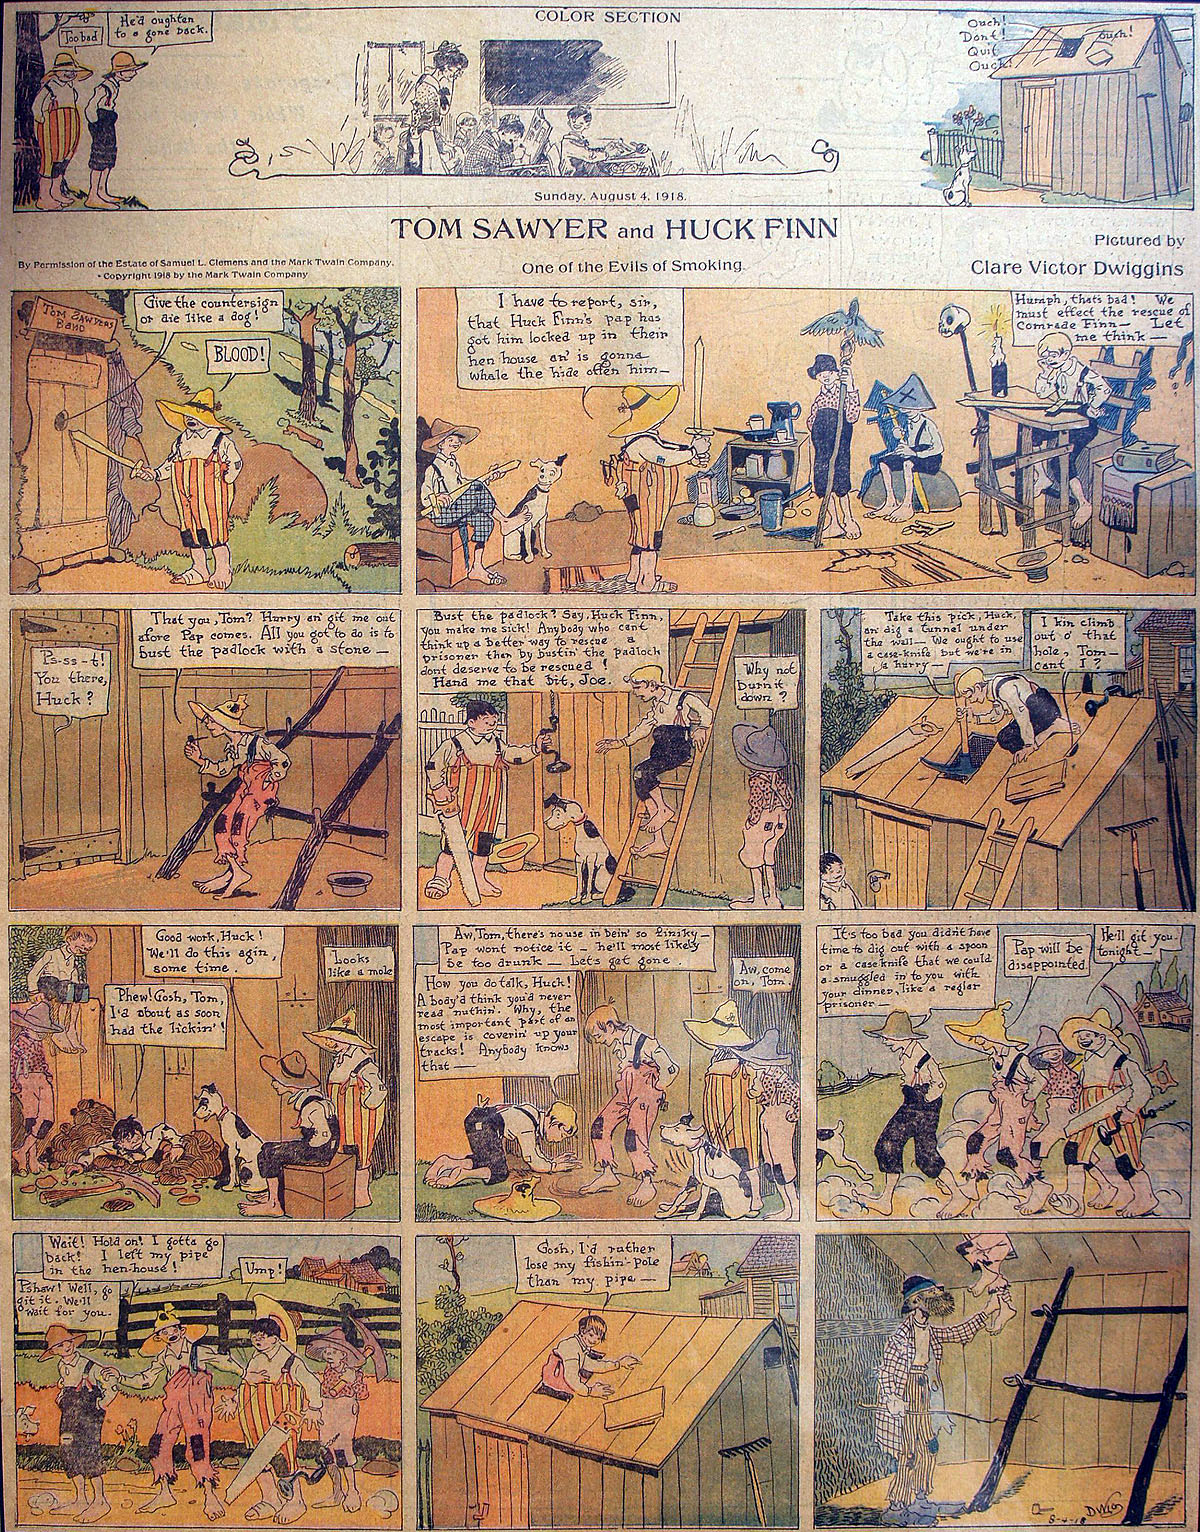 COLOR SECTION
Too bad
He'd oughten
to a gone back.
Ouch!
Dont!
Quit
Ouch!
Ouch!
Sunday, August 4, 1918.
TOM SAWYER and HUCK FINN
By Permission of the Estate of Samuel L. Clemens and the Mark Twain Company.
Copyright 1918 by the Mark Twain Company
One of the Evils of Smoking.
Pictured by
Clare Victor Dwiggins
TOM SAWYERS
BAND
Give the countersign
or die like a dog!
BLOOD!
I have to report, sir,
that Huck Finn's pap has
got him locked up in their
hen house an' is gonna
whale the hide offen him—
Humph, that's bad! We
must effect the rescue of
Comrade Finn— Let
me think—
Ps-ss-t!
You there,
Huck?
That you, Tom? Hurry an' git me out
afore Pap comes. All you got to do is to
bust the padlock with a stone—
Bust the padlock? Say, Huck Finn,
you make me sick! Anybody who can't
think up a better way to rescue a
prisoner then by bustin' the padlock
dont deserve to be rescued!
Hand me that bit, Joe.
Why not
burn it
down?
Take this pick, Huck,
an' dig a tunnel under
the wall— We ought to use
a case-knife but we're in
a hurry—
I kin climb
out o' that
hole, Tom—
can't I?
Good work, Huck!
We'll do this agin,
some time.
Looks
like a mole
Phew! Gosh, Tom,
I'd about as soon
had the lickin'!
Aw, Tom, there's no use in bein' so finiky—
Pap wont notice it — he'll most likely
be too drunk — Let's get gone.
How you do talk, Huck!
A body'd think you'd never
read nuthin'. Why, the
most important part of an
escape is coverin' up your
tracks! Anybody knows
that —
Aw, come
on, Tom.
It's too bad you didn't have
time to dig out with a spoon
or a case knife that we could
a-smuggled in to you with
your dinner, like a reglar
prisoner—
Pap will be
disappointed
He'll git you
tonight—
Wait! Hold on! I gotta go
back! I left my pipe
in the hen-house!
Ump!
Pshaw! Well, go
git it. We'll
wait for you.
Gosh, I'd rather
lose my fishin'-pole
than my pipe—
DWIG
8-4-18